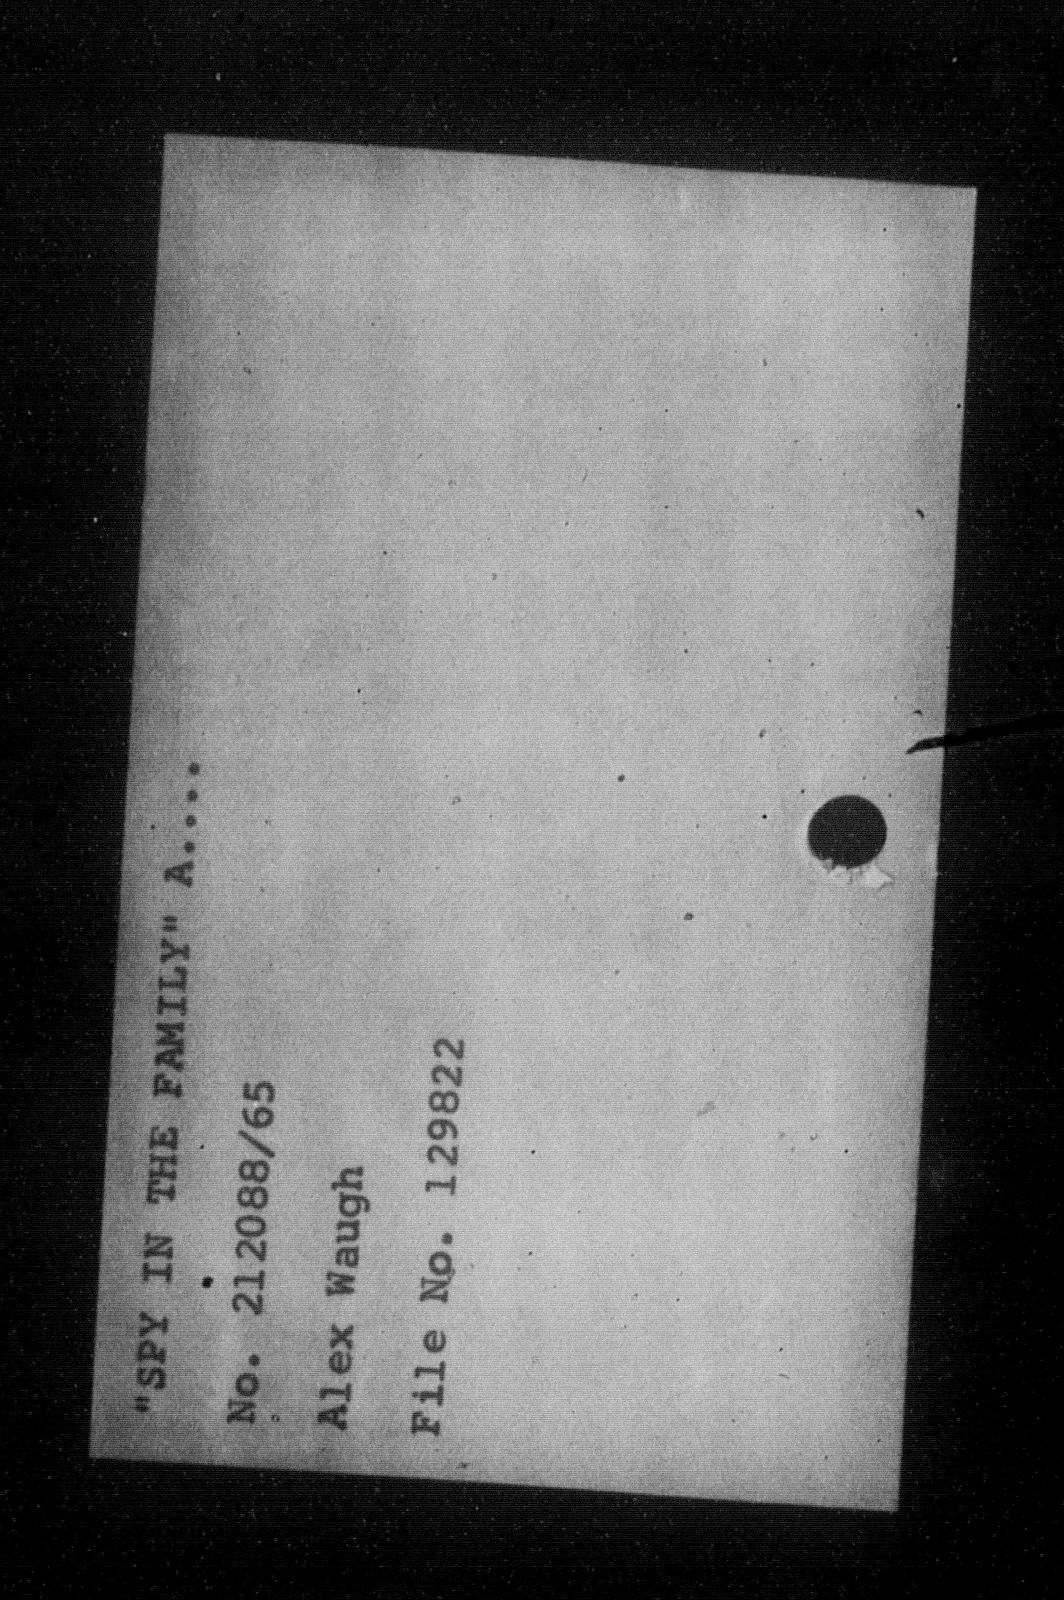 "SPY IN THE FAMILY" A....
No. 212088/65
Alex Waugh
File No. 129822